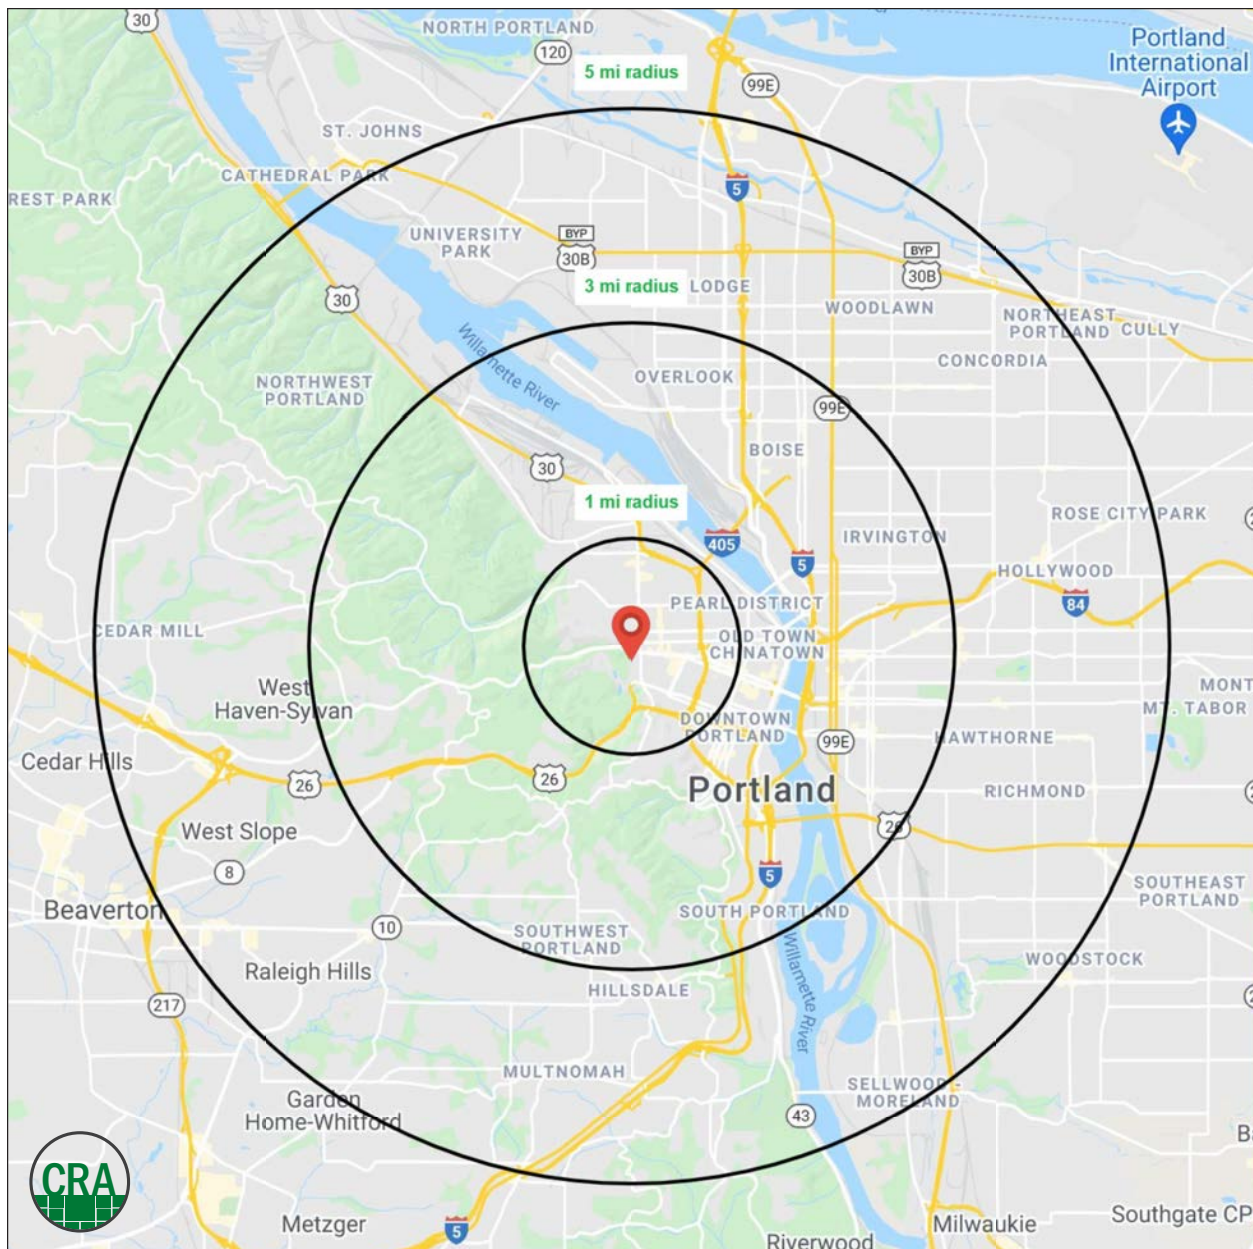 30
NORTH PORTLAND
120
5 mi radius
99E
Portland
International
Airport
ST. JOHNS
CATHEDRAL PARK
REST PARK
5
UNIVERSITY
PARK
BYP
30B
BYP
30B
30
3 mi radius
LODGE
WOODLAWN
NORTHEAST
PORTLAND
CULLY
Willamette River
CONCORDIA
NORTHWEST
PORTLAND
OVERLOOK
99E
BOISE
30
1 mi radius
ROSE CITY PARK
405
IRVINGTON
5
HOLLYWOOD
84
PEARL DISTRICT
CEDAR MILL
OLD TOWN
CHINATOWN
West
Haven-Sylvan
MONT
MT. TABOR
DOWNTOWN
PORTLAND
99E
HAWTHORNE
Cedar Hills
26
26
Portland
RICHMOND
West Slope
26
8
5
SOUTHEAST
PORTLAND
Beaverton
10
SOUTHWEST
PORTLAND
SOUTH PORTLAND
Raleigh Hills
WOODSTOCK
HILLSDALE
Willamette River
217
MULTNOMAH
SELLWOOD -
MORELAND
Garden
Home-Whitford
43
CRA
Metzger
5
Milwaukie
Southgate CP
Riverwood